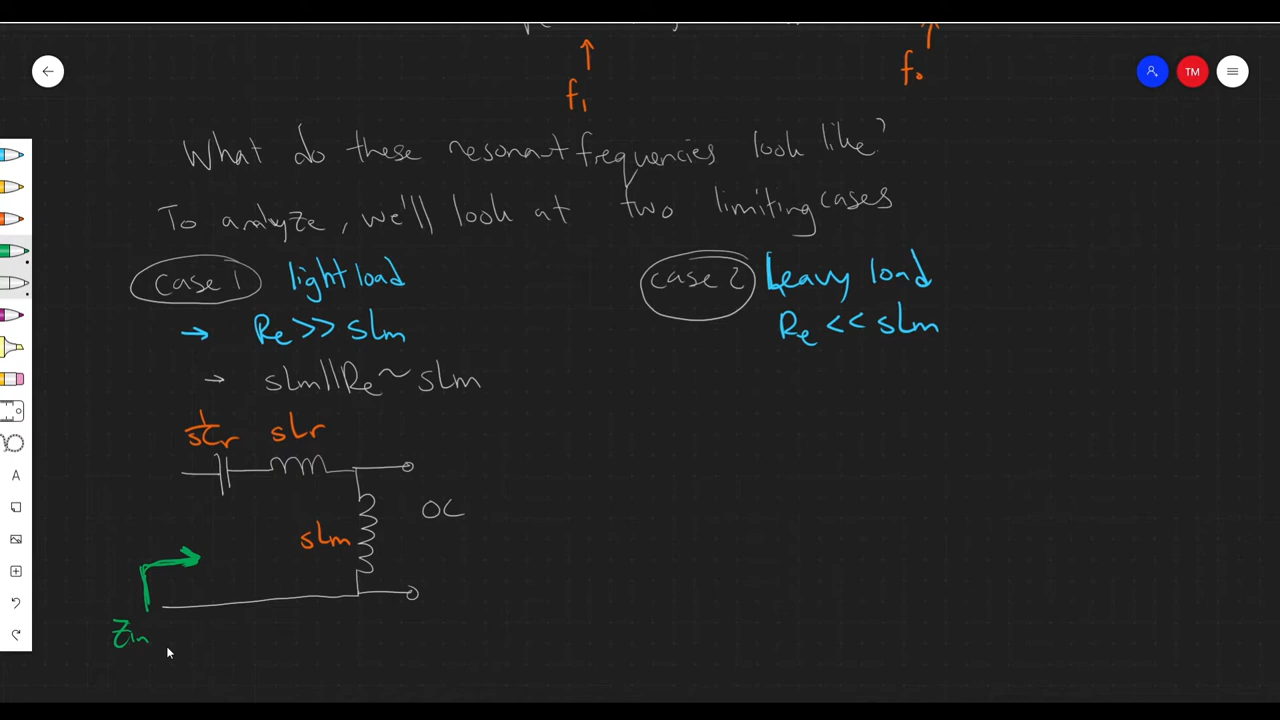 f₁
f₀
TM
What do these resonant frequencies look like?
To analyze, we'll look at two limiting cases
case 1 light load
→ Re >> sLm
→ sLm||Re ~ sLm
case 2 heavy load
Re << sLm
1/sCr sLr
OC
sLm
Zin
A